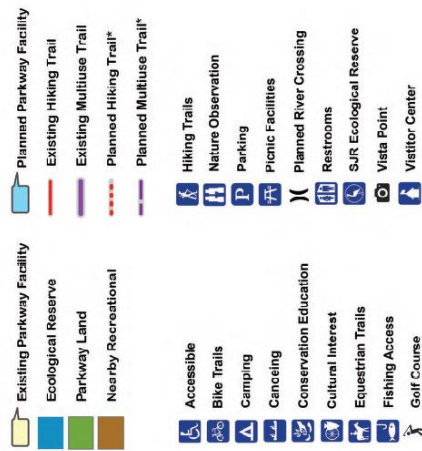 Existing Parkway Facility
Ecological Reserve
Parkway Land
Nearby Recreational
Planned Parkway Facility
Existing Hiking Trail
Existing Multiuse Trail
Planned Hiking Trail*
Planned Multiuse Trail*
Accessible
Bike Trails
Camping
Canoeing
Conservation Education
Cultural Interest
Equestrian Trails
Fishing Access
Golf Course
Hiking Trails
Nature Observation
P Parking
Picnic Facilities
Planned River Crossing
Restrooms
SJR Ecological Reserve
Vista Point
Vistitor Center